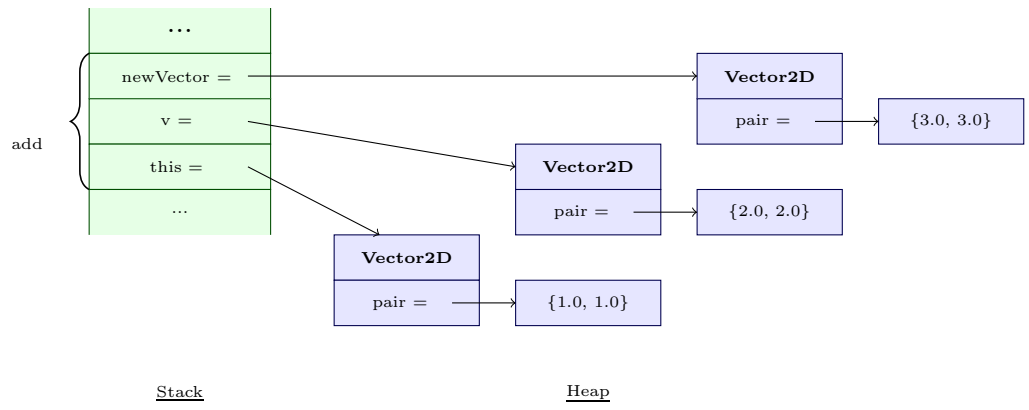 ...
newVector =
Vector2D
v =
pair =
{3.0, 3.0}
add
this =
Vector2D
...
pair =
{2.0, 2.0}
Vector2D
pair =
{1.0, 1.0}
Stack
Heap